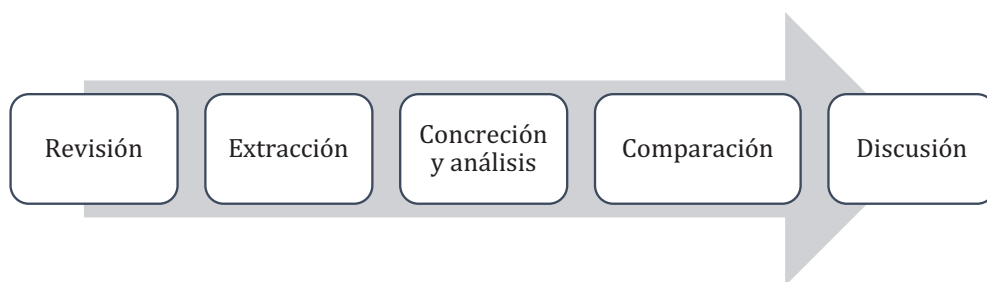 Revisión
Extracción
Concreción
y análisis
Comparación
Discusión